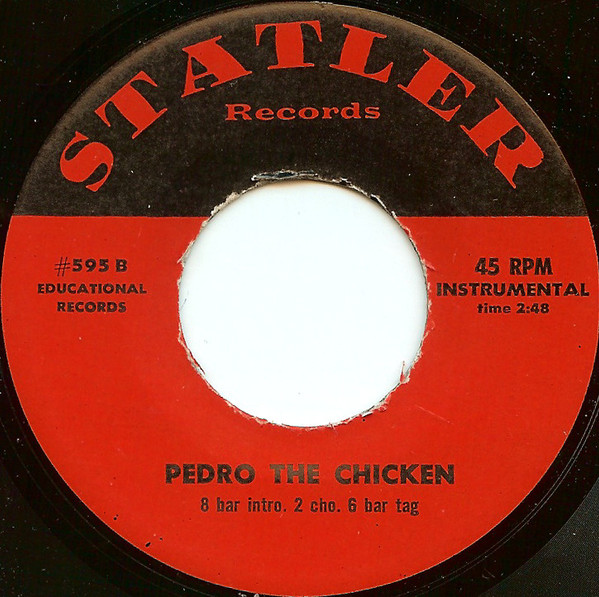 STATLER
Records
#595 B
EDUCATIONAL
RECORDS
45 RPM
INSTRUMENTAL
time 2:48
PEDRO THE CHICKEN
8 bar intro. 2 cho. 6 bar tag